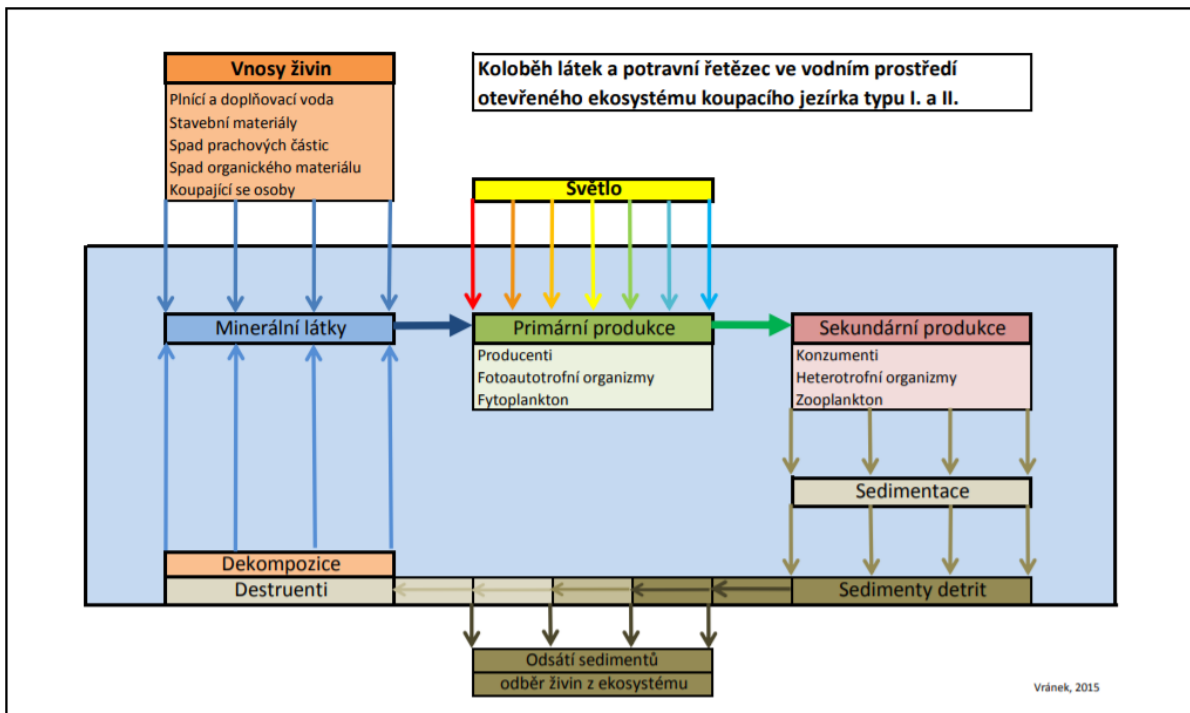 Vnosy živin
Plnící a doplňovací voda
Stavební materiály
Spad prachových částic
Spad organického materiálu
Koupající se osoby
Koloběh látek a potravní řetězec ve vodním prostředí
otevřeného ekosystému koupacího jezírka typu I. a II.
Světlo
Minerální látky
Primární produkce
Producenti
Fotoautotrofní organizmy
Fytoplankton
Sekundární produkce
Konzumenti
Heterotrofní organizmy
Zooplankton
Sedimentace
Dekompozice
Destruenti
Sedimenty detrit
Odsátí sedimentů
odběr živin z ekosystému
Vránek, 2015